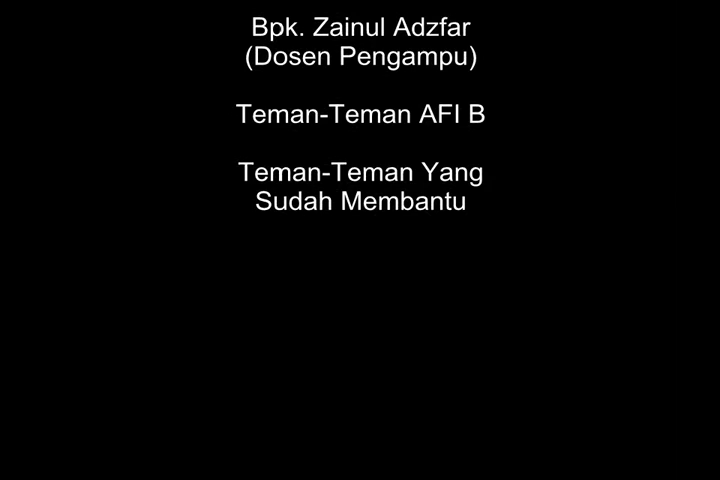 Bpk. Zainul Adzfar
(Dosen Pengampu)
Teman-Teman AFI B
Teman-Teman Yang
Sudah Membantu